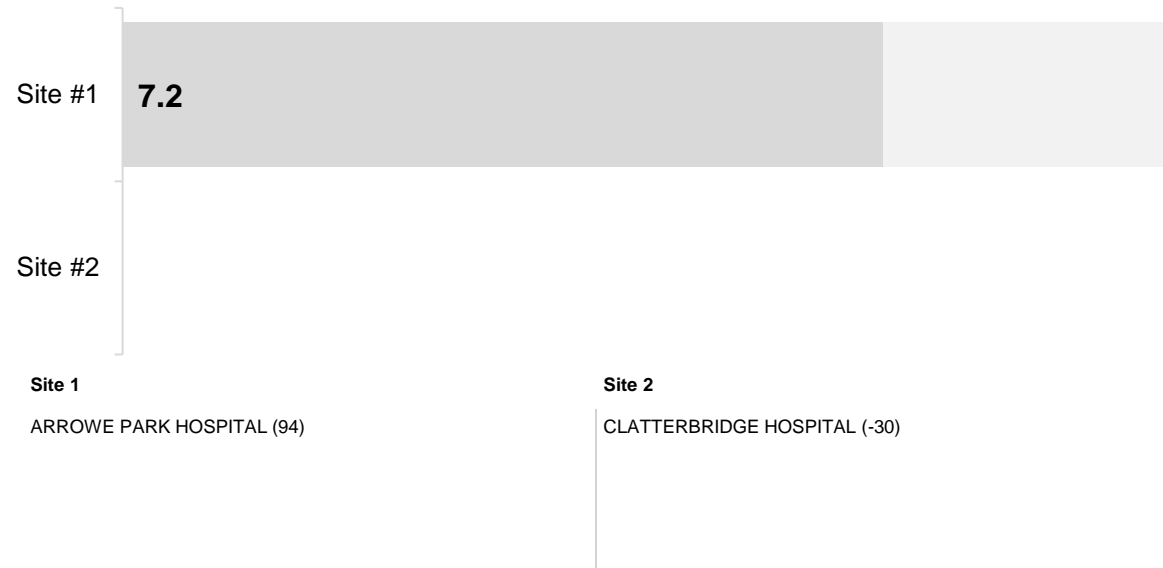 Site #1
7.2
Site #2
Site 1
Site 2
ARROWE PARK HOSPITAL (94)
CLATTERBRIDGE HOSPITAL (-30)